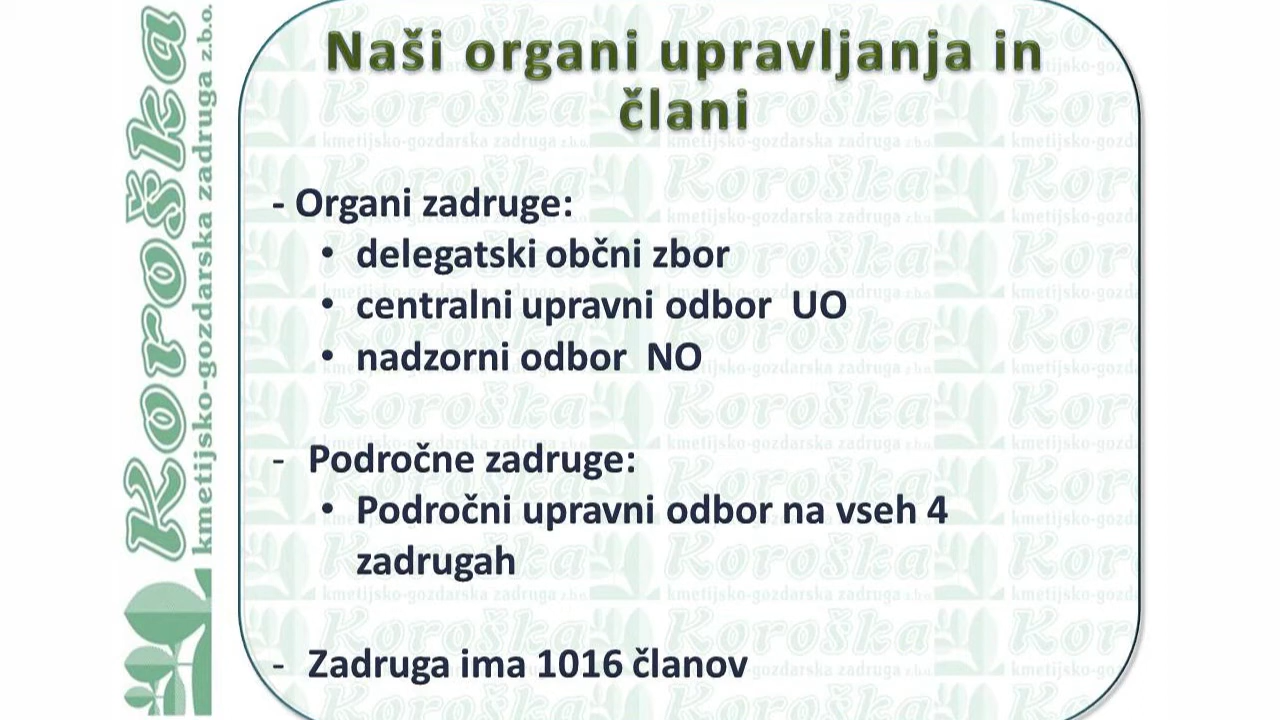 Koroška
kmetijsko-gozdarska zadruga z.b.o.
Naši organi upravljanja in
člani
- Organi zadruge:
• delegatski občni zbor
• centralni upravni odbor  UO
• nadzorni odbor  NO
- Področne zadruge:
• Področni upravni odbor na vseh 4
zadrugah
- Zadruga ima 1016 članov